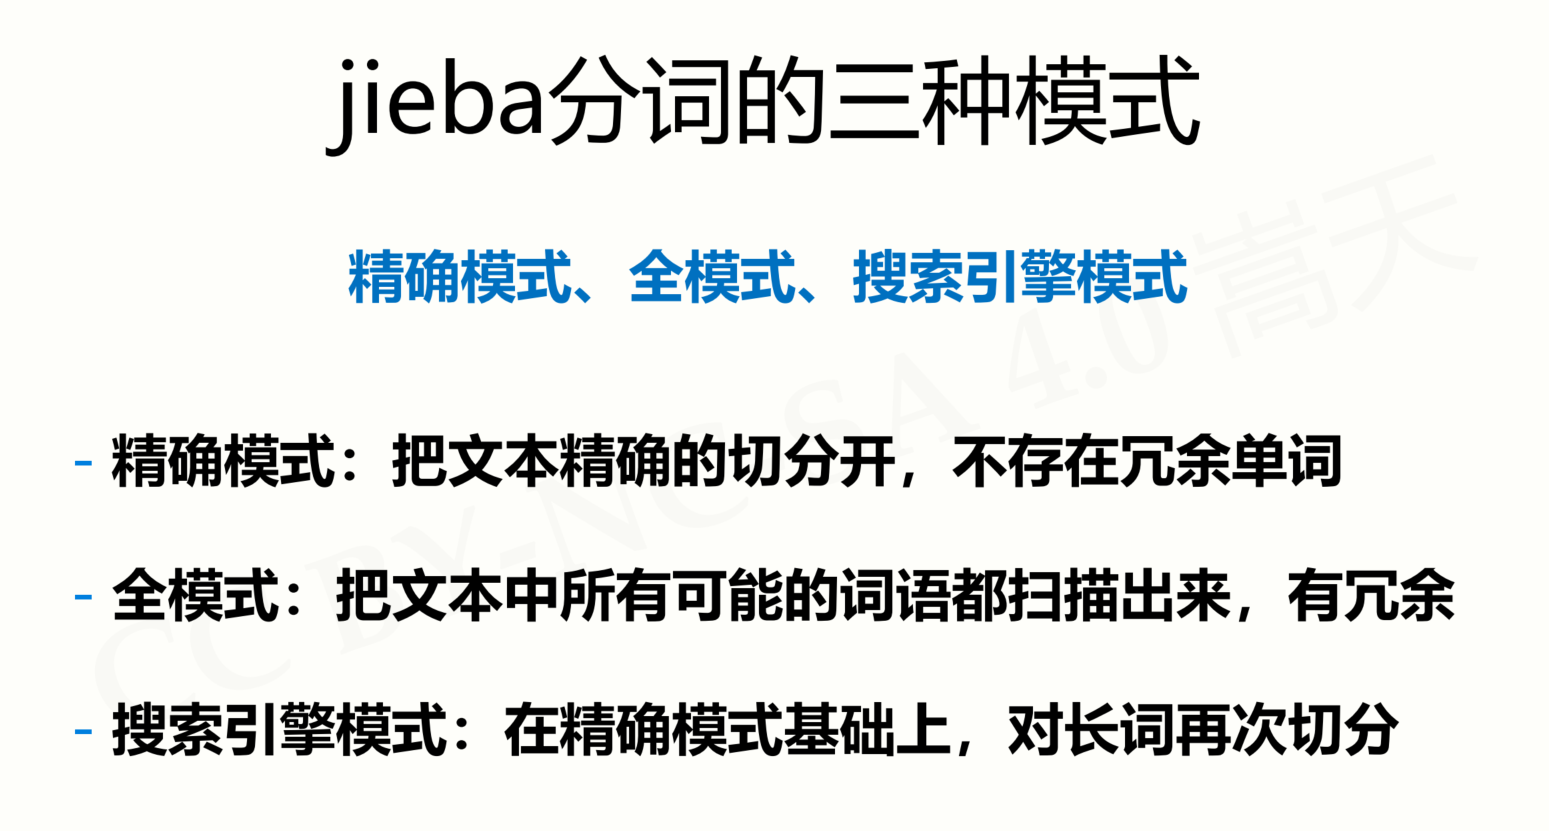 jieba分词的三种模式
精确模式、全模式、搜索引擎模式
- 精确模式：把文本精确的切分开，不存在冗余单词
- 全模式：把文本中所有可能的词语都扫描出来，有冗余
- 搜索引擎模式：在精确模式基础上，对长词再次切分
CC BY-NC SA 4.0 嵩天